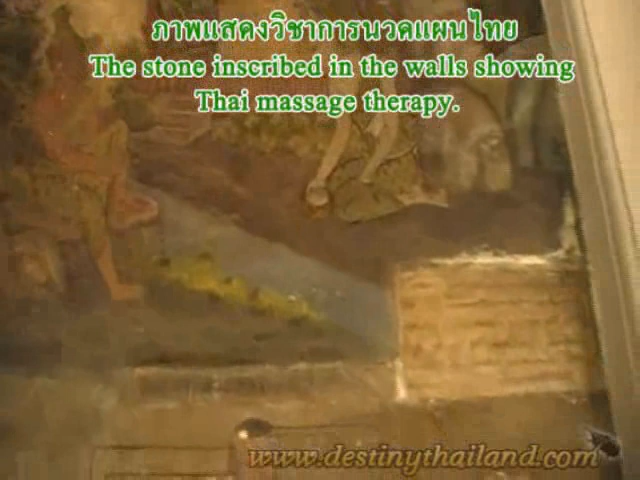 ภาพแสดงวิชาการนวดแผนไทย
The stone inscribed in the walls showing
Thai massage therapy.
www.destinythailand.com